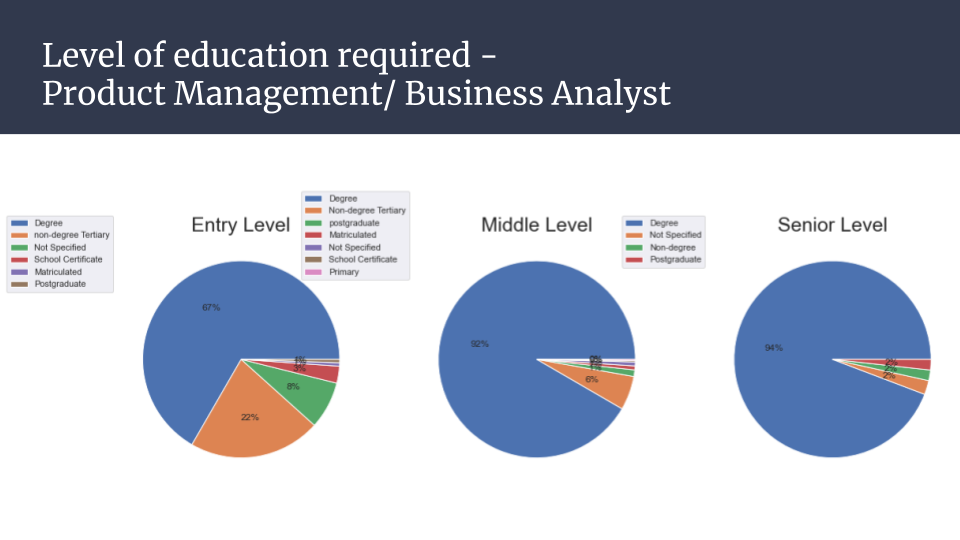 Level of education required -
Product Management/ Business Analyst
Degree
non-degree Tertiary
Not Specified
School Certificate
Matriculated
Postgraduate
Entry Level
67%
22%
8%
3%
1%
Degree
Non-degree Tertiary
postgraduate
Matriculated
Not Specified
School Certificate
Primary
Middle Level
92%
6%
1%
0%
Degree
Not Specified
Non-degree
Postgraduate
Senior Level
94%
2%
2%
2%